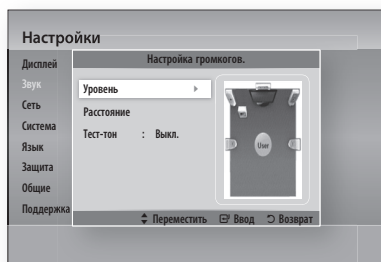 Настройки
Дисплей
Звук
Сеть
Система
Язык
Защита
Общие
Поддержка
Настройка громкогов.
Уровень
Расстояние
Тест-тон : Выкл.
User
Переместить Ввод Возврат